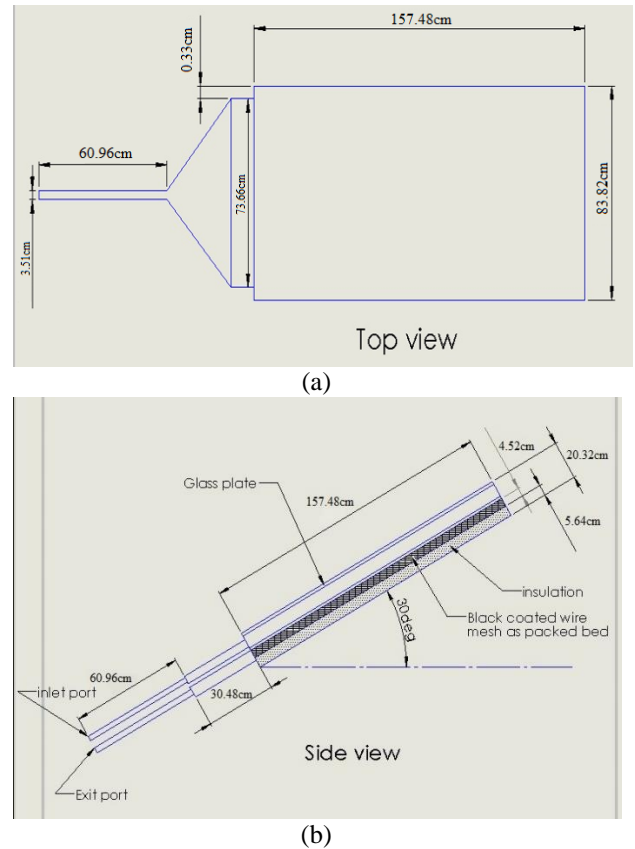 157.48cm
0.33cm
60.96cm
73.66cm
83.82cm
3.51cm
Top view
(a)
4.52cm
20.32cm
Glass plate
157.48cm
5.64cm
insulation
30deg
Black coated wire
mesh as packed bed
60.96cm
inlet port
30.48cm
Side view
Exit port
(b)